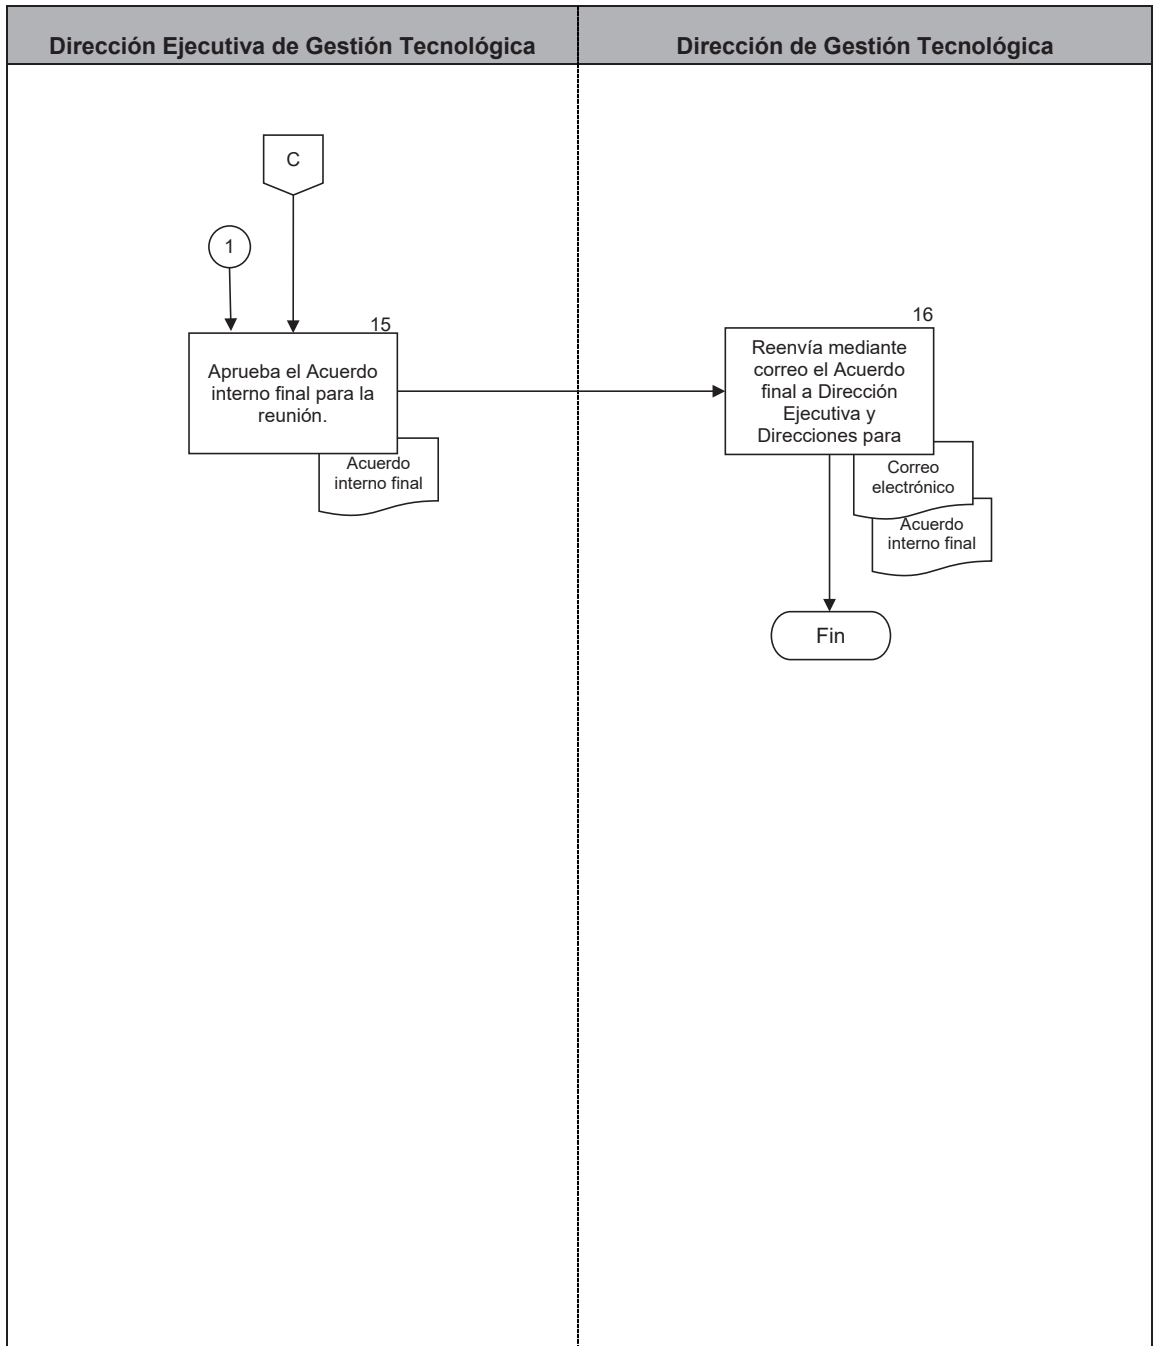 Dirección Ejecutiva de Gestión Tecnológica
Dirección de Gestión Tecnológica
C
1
15
Aprueba el Acuerdo
interno final para la
reunión.
Acuerdo
interno final
16
Reenvía mediante
correo el Acuerdo
final a Dirección
Ejecutiva y
Direcciones para
Correo
electrónico
Acuerdo
interno final
Fin